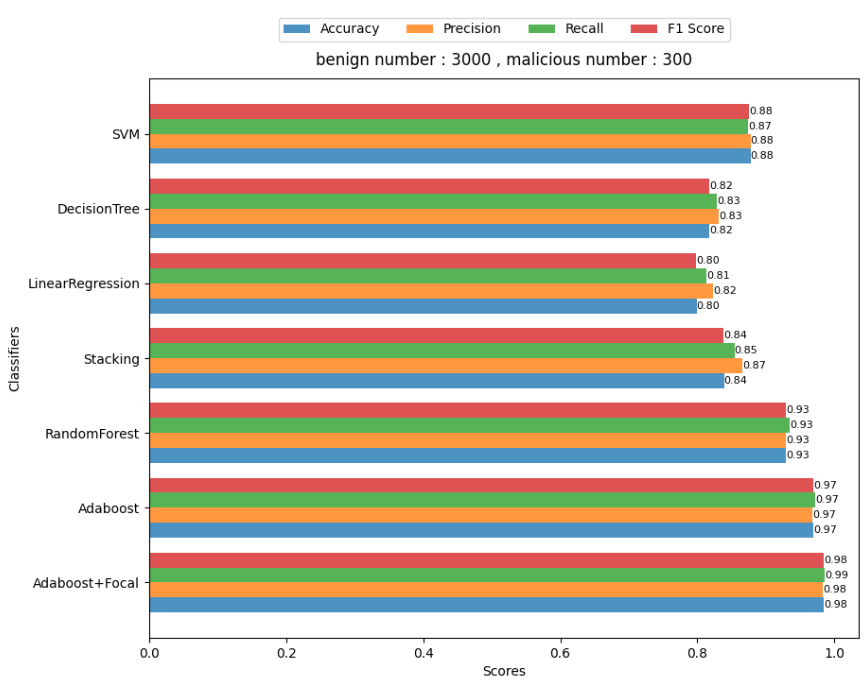 Accuracy Precision Recall F1 Score
benign number : 3000 , malicious number : 300
Classifiers
SVM
0.88
0.87
0.88
0.88
DecisionTree
0.82
0.83
0.83
0.82
LinearRegression
0.80
0.81
0.82
0.80
Stacking
0.84
0.85
0.87
0.84
RandomForest
0.93
0.93
0.93
0.93
Adaboost
0.97
0.97
0.97
0.97
Adaboost+Focal
0.98
0.99
0.98
0.98
0.0 0.2 0.4 0.6 0.8 1.0
Scores